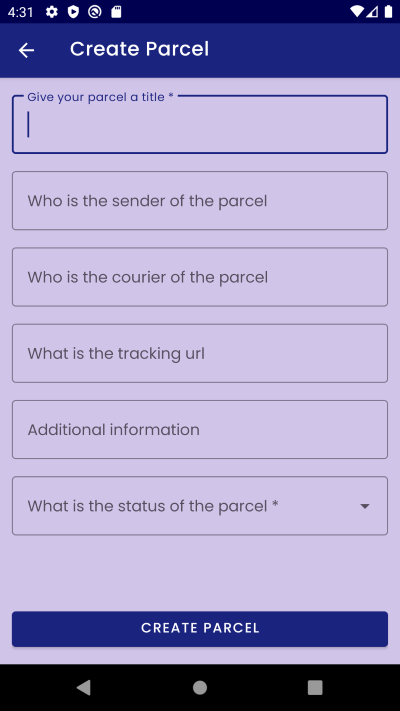 4:31
Create Parcel
Give your parcel a title *
Who is the sender of the parcel
Who is the courier of the parcel
What is the tracking url
Additional information
What is the status of the parcel *
CREATE PARCEL